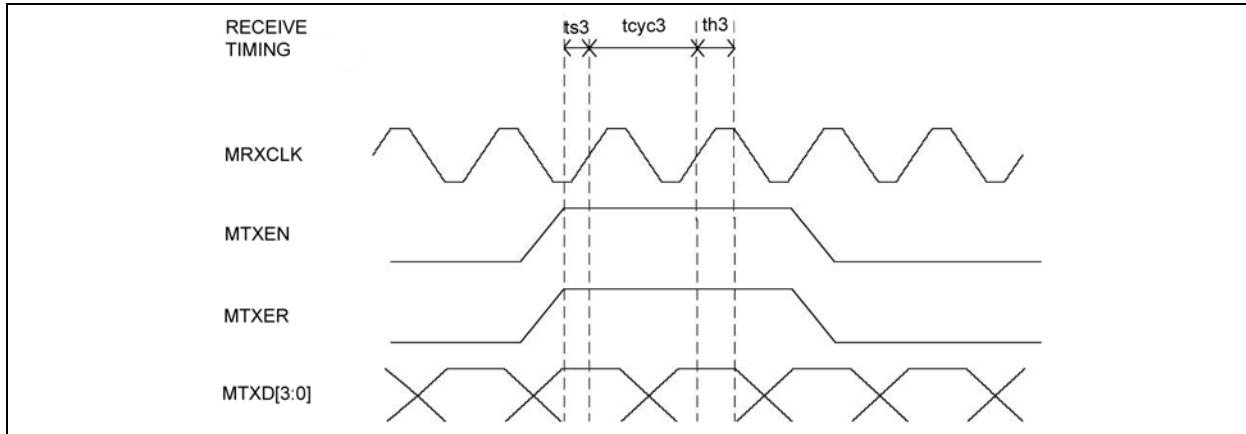 RECEIVE
TIMING
ts3 tcyc3 th3
MRXCLK
MTXEN
MTXER
MTXD[3:0]